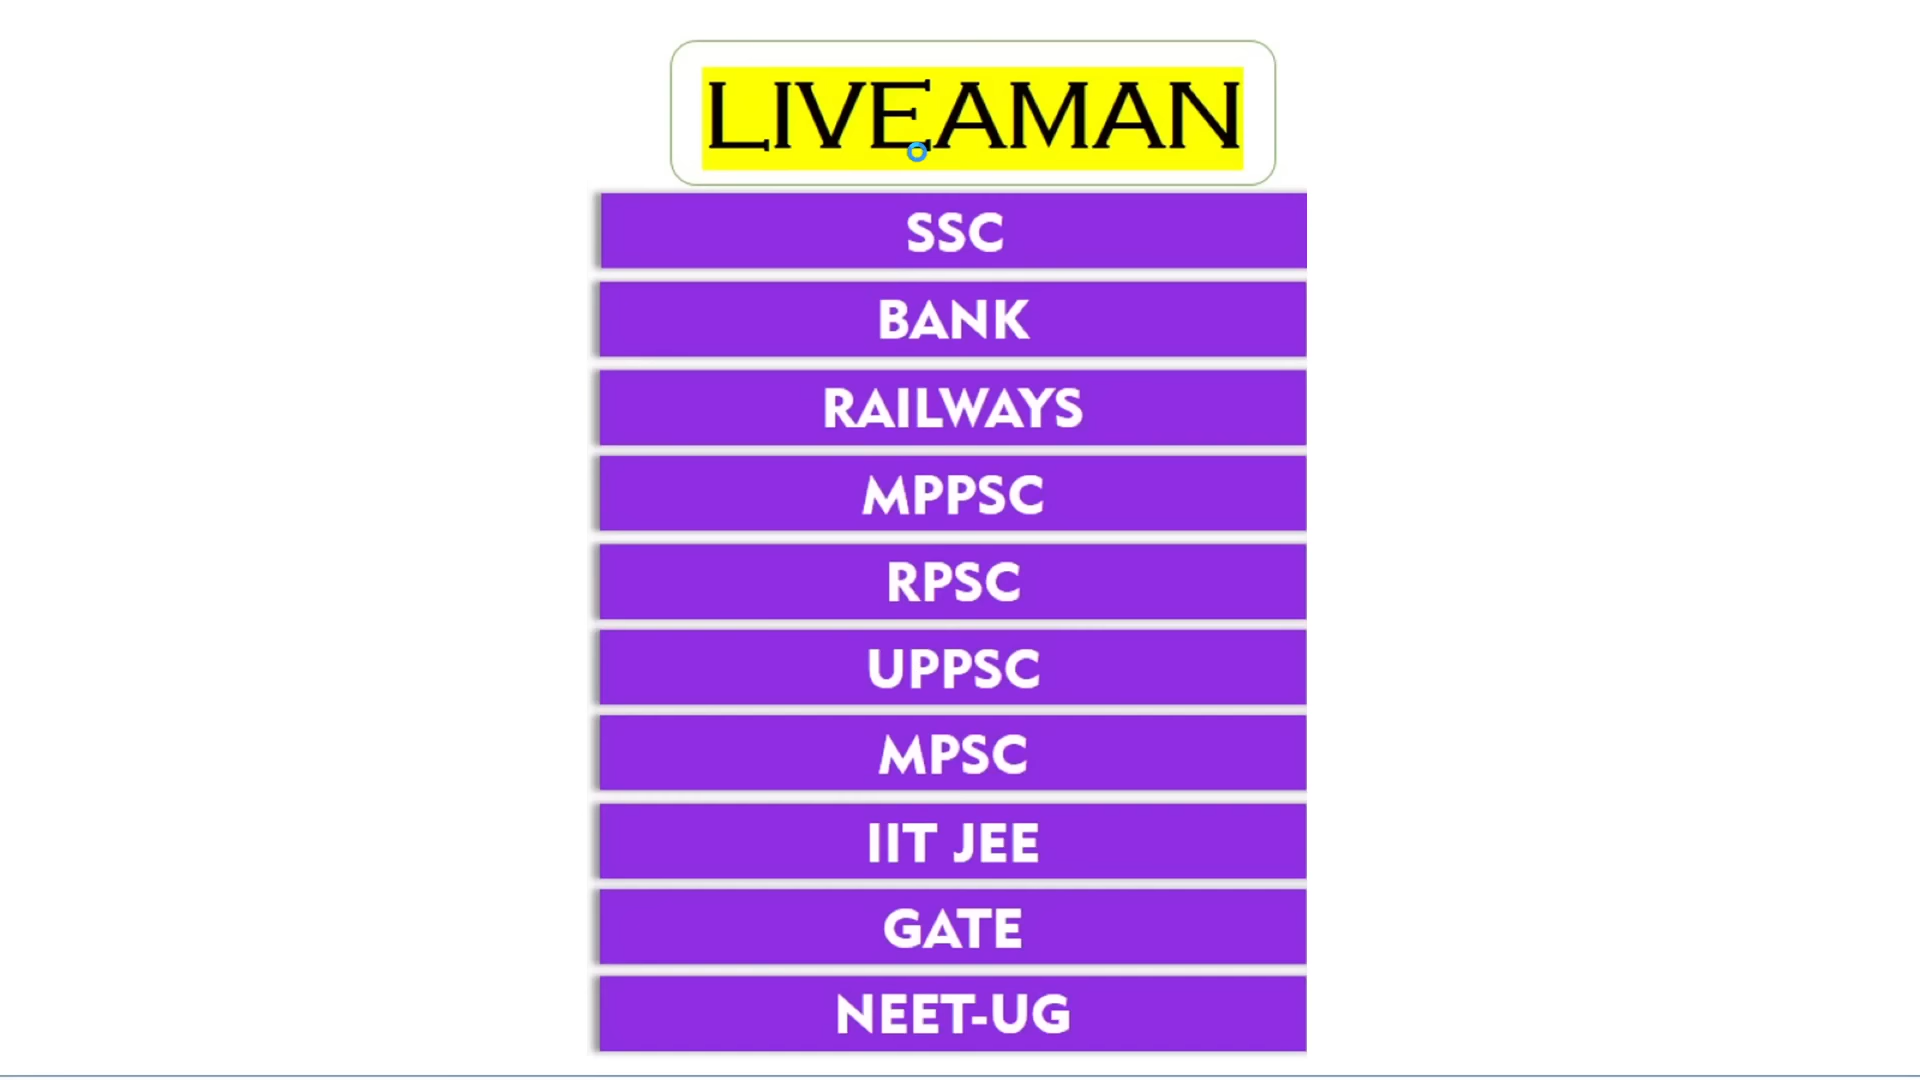 LIVEAMAN
SSC
BANK
RAILWAYS
MPPSC
RPSC
UPPSC
MPSC
IIT JEE
GATE
NEET-UG